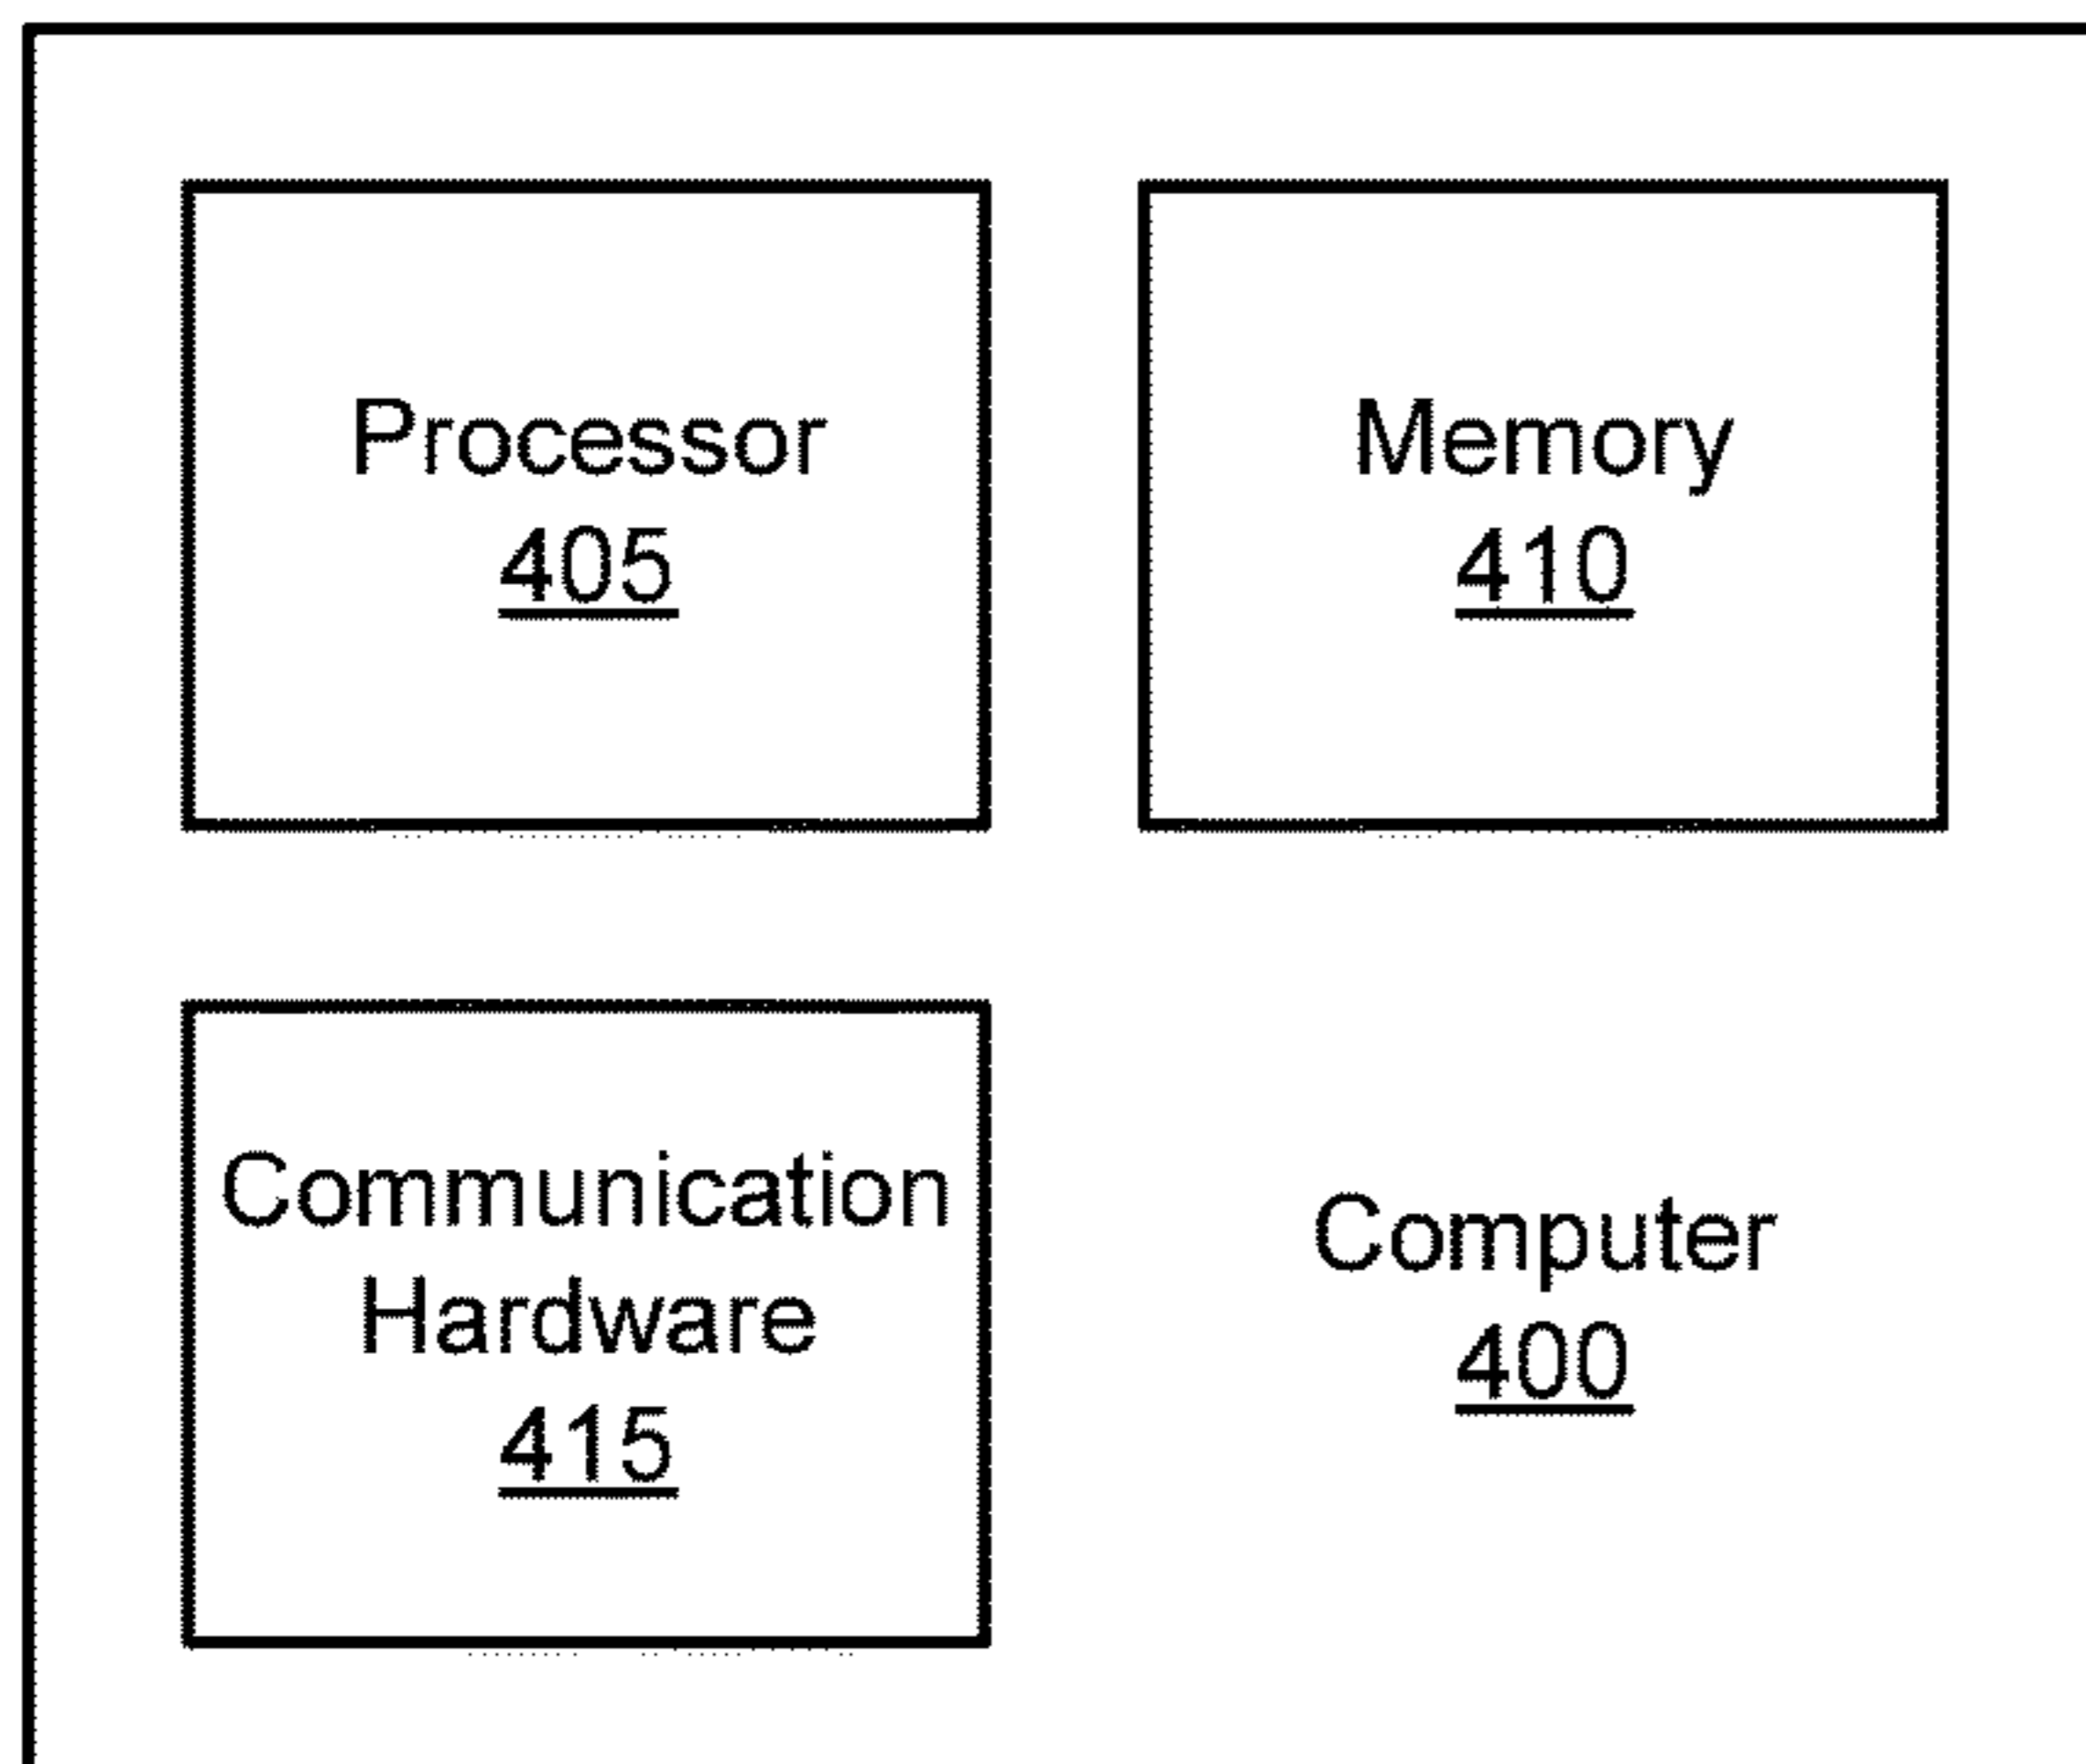 Processor
405
Memory
410
Communication
Hardware
415
Computer
400